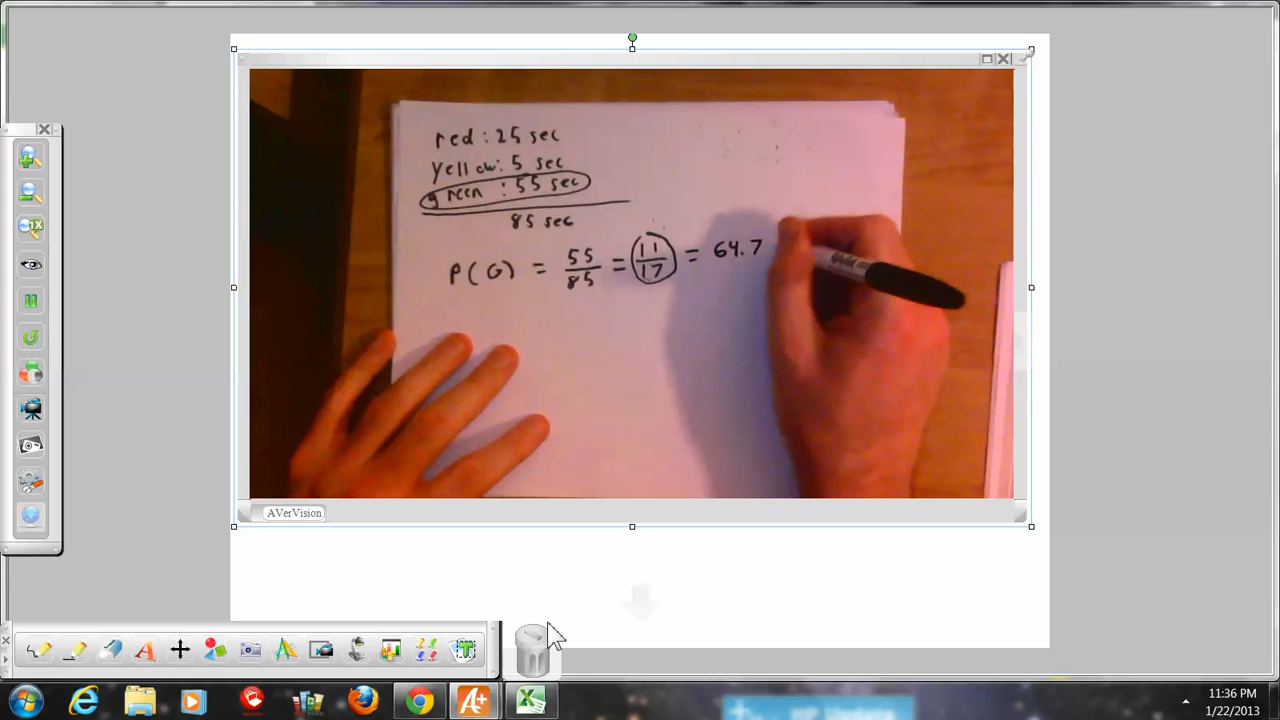 red : 25 sec
yellow : 5 sec
green : 55 sec
85 sec
P(G) = 55/85 = 11/17 = 64.7
AVerVision
11:36 PM
1/22/2013